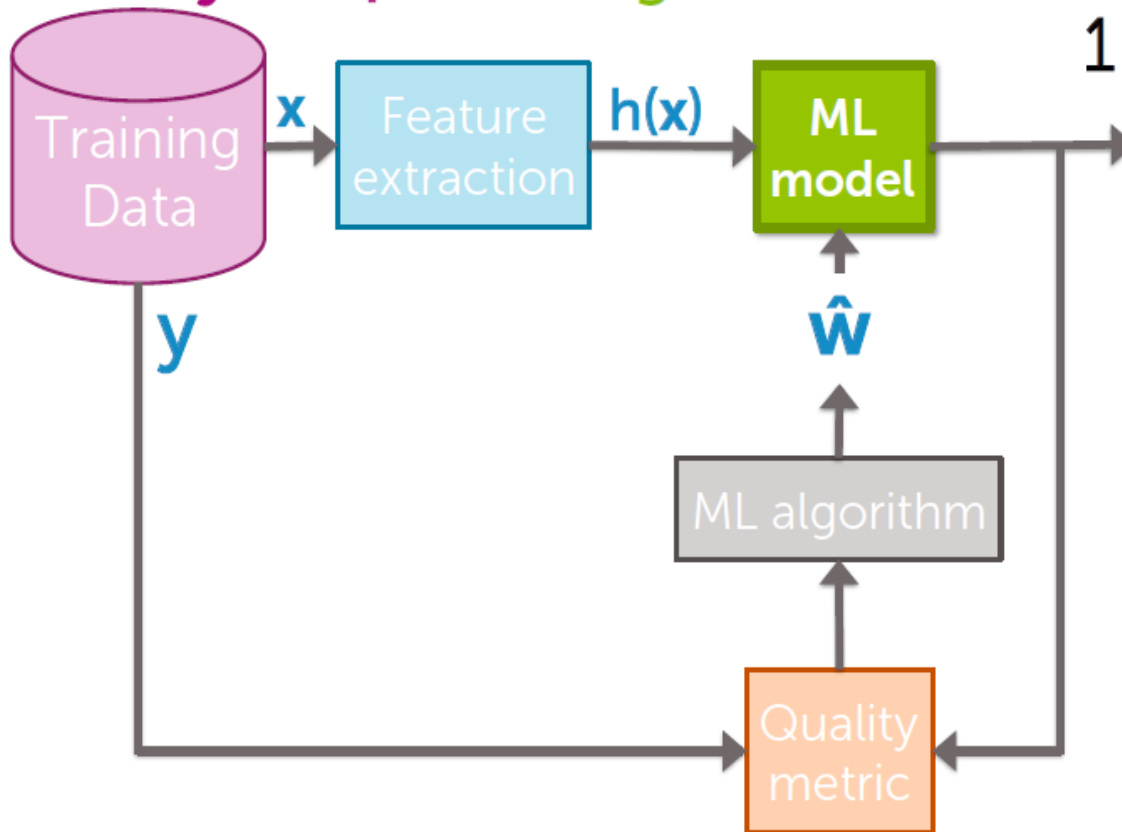 1
Training
Data
x
Feature
extraction
h(x)
ML
model
y
ŵ
ML algorithm
Quality
metric